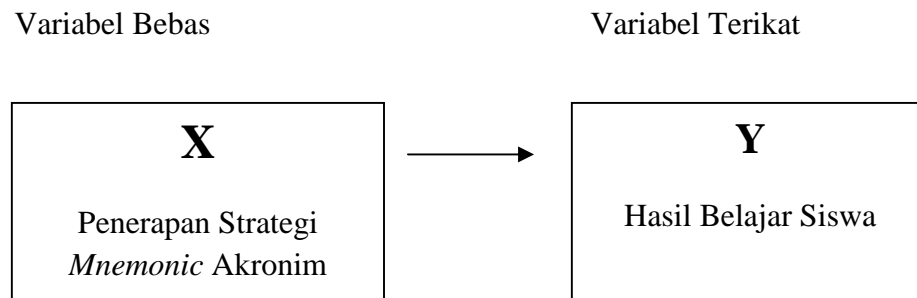 Variabel Bebas
Variabel Terikat
X
Penerapan Strategi
Mnemonic Akronim
Y
Hasil Belajar Siswa